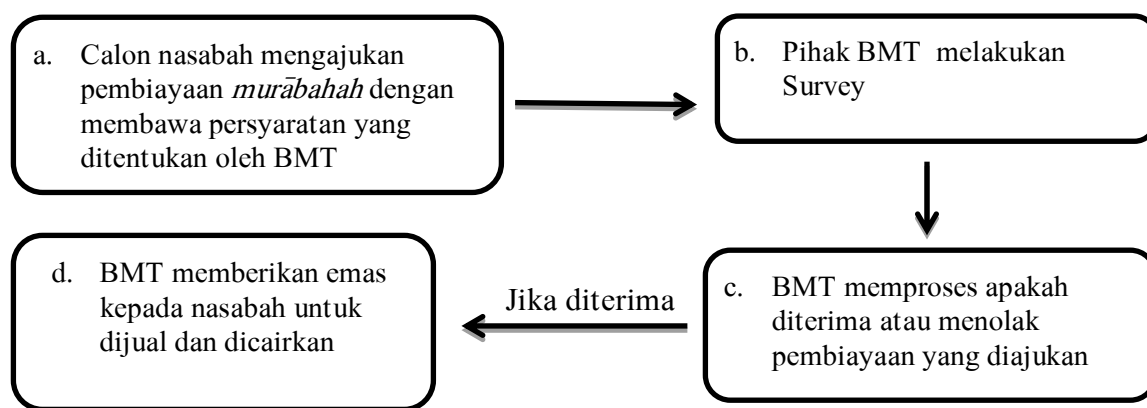 a. Calon nasabah mengajukan
pembiayaan murābahah dengan
membawa persyaratan yang
ditentukan oleh BMT
b. Pihak BMT melakukan
Survey
c. BMT memproses apakah
diterima atau menolak
pembiayaan yang diajukan
Jika diterima
d. BMT memberikan emas
kepada nasabah untuk
dijual dan dicairkan